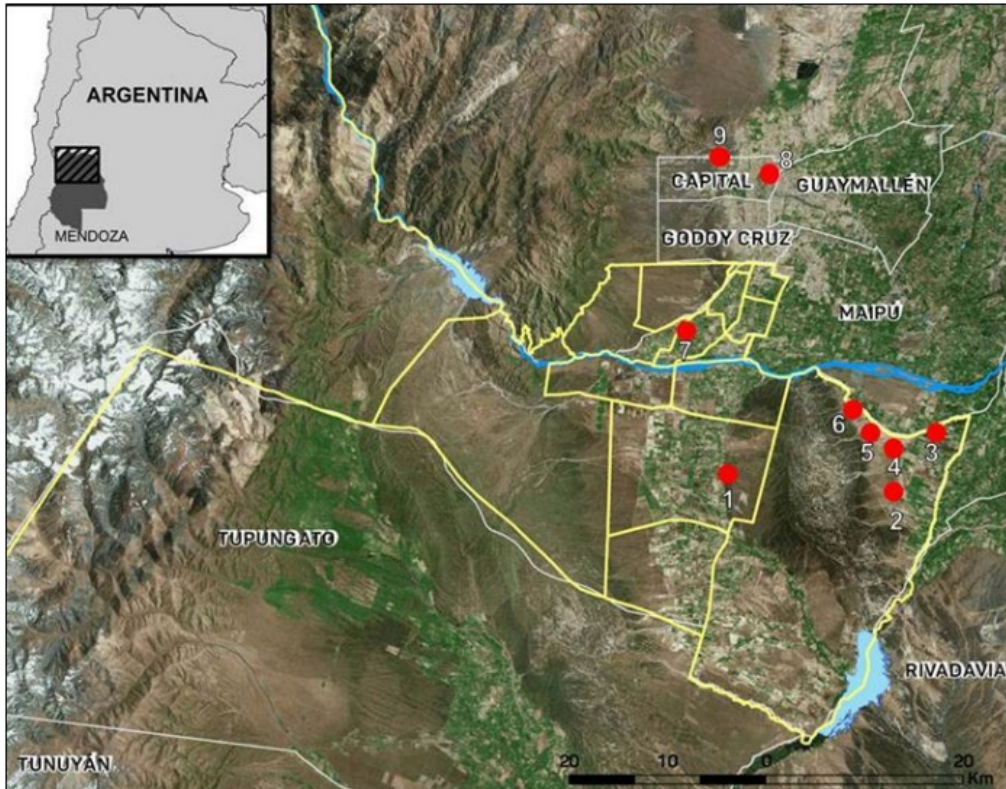 ARGENTINA
MENDOZA
9
8
CAPITAL
GUAYMALLÉN
GODOY CRUZ
MAIPÚ
7
6
5
4
3
1
2
TUPUNGATO
RIVADAVIA
TUNUYÁN
20 10 0 20
Km